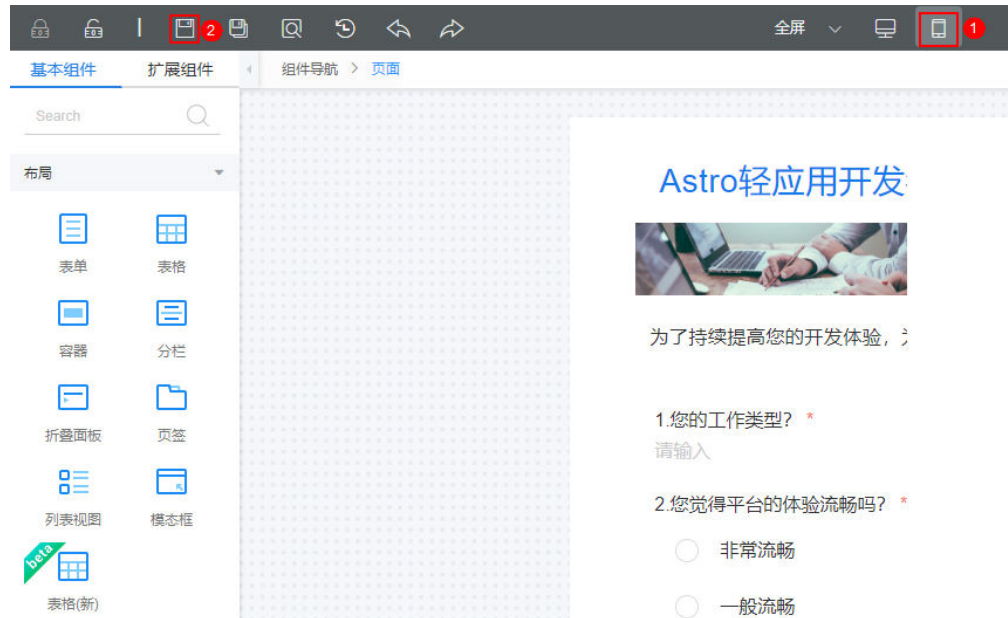 2
全屏
1
基本组件 扩展组件 组件导航 > 页面
Search
布局
表单 表格
容器 分栏
折叠面板 页签
列表视图 模态框
beta
表格(新)
Astro轻应用开发
为了持续提高您的开发体验，
1.您的工作类型? *
请输入
2.您觉得平台的体验流畅吗? *
非常流畅
一般流畅